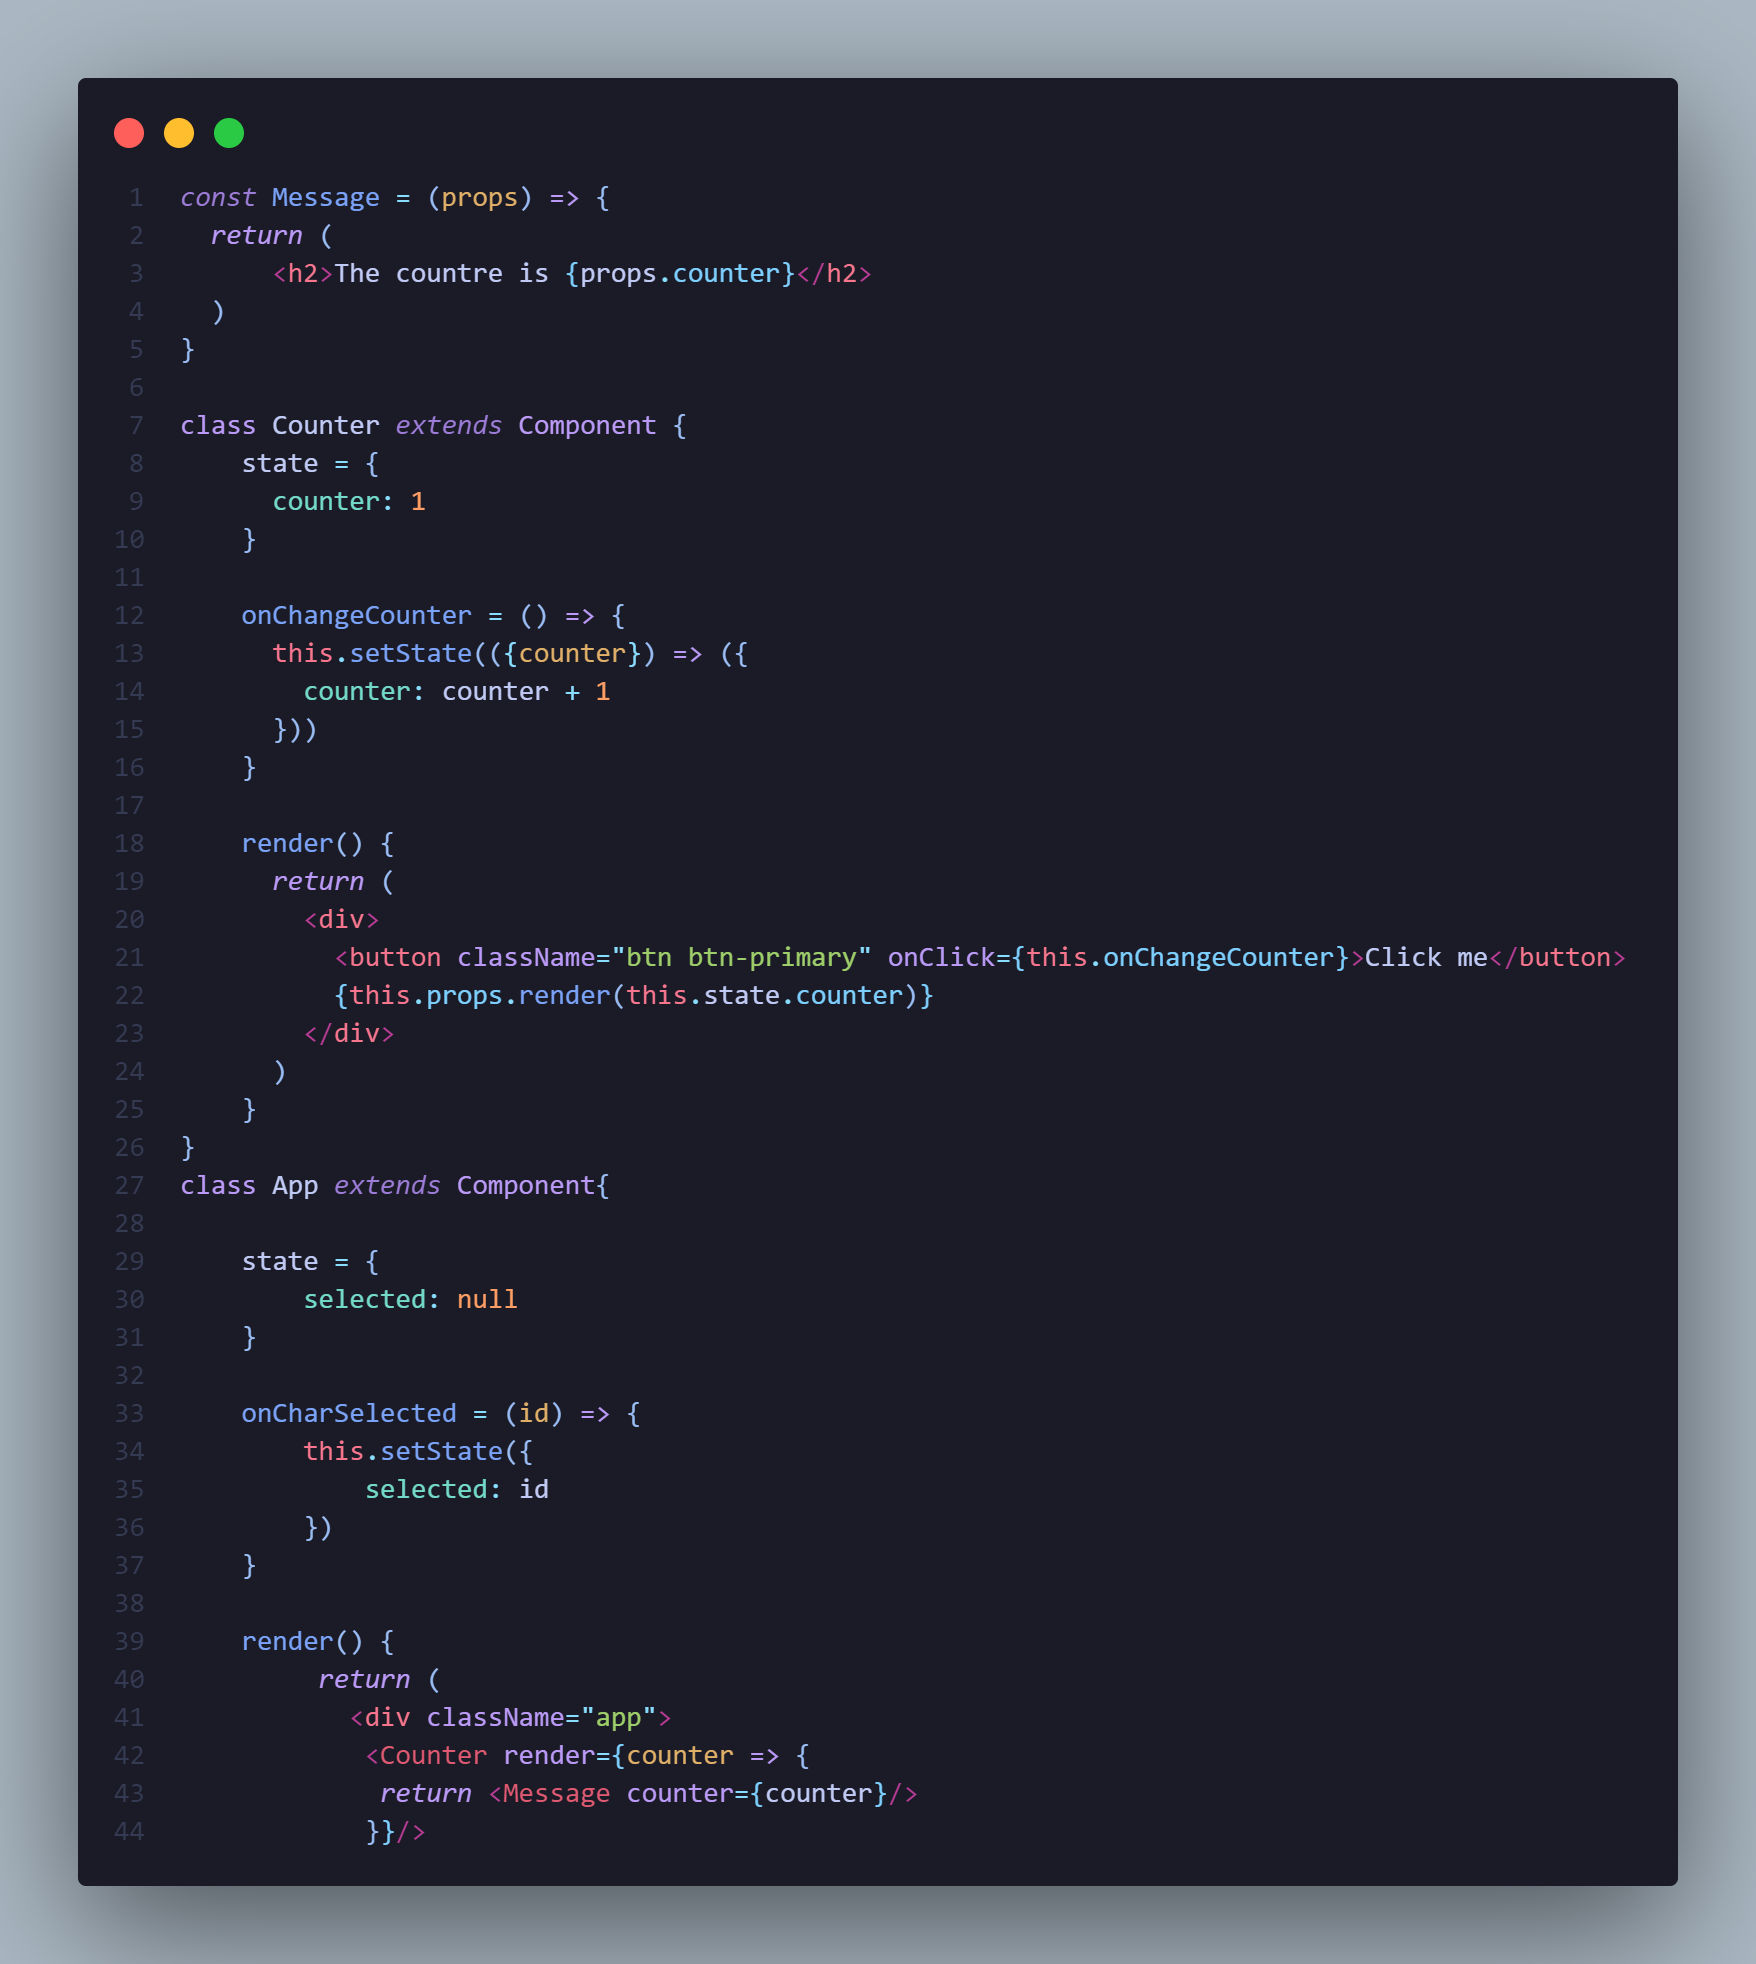 1 const Message = (props) => {
2   return (
3       <h2>The countre is {props.counter}</h2>
4   )
5 }
6
7 class Counter extends Component {
8     state = {
9       counter: 1
10     }
11
12     onChangeCounter = () => {
13       this.setState(({counter}) => ({
14         counter: counter + 1
15       }))
16     }
17
18     render() {
19       return (
20         <div>
21           <button className="btn btn-primary" onClick={this.onChangeCounter}>Click me</button>
22           {this.props.render(this.state.counter)}
23         </div>
24       )
25     }
26 }
27 class App extends Component{
28
29     state = {
30         selected: null
31     }
32
33     onCharSelected = (id) => {
34         this.setState({
35             selected: id
36         })
37     }
38
39     render() {
40          return (
41            <div className="app">
42             <Counter render={counter => {
43              return <Message counter={counter}/>
44             }}/>